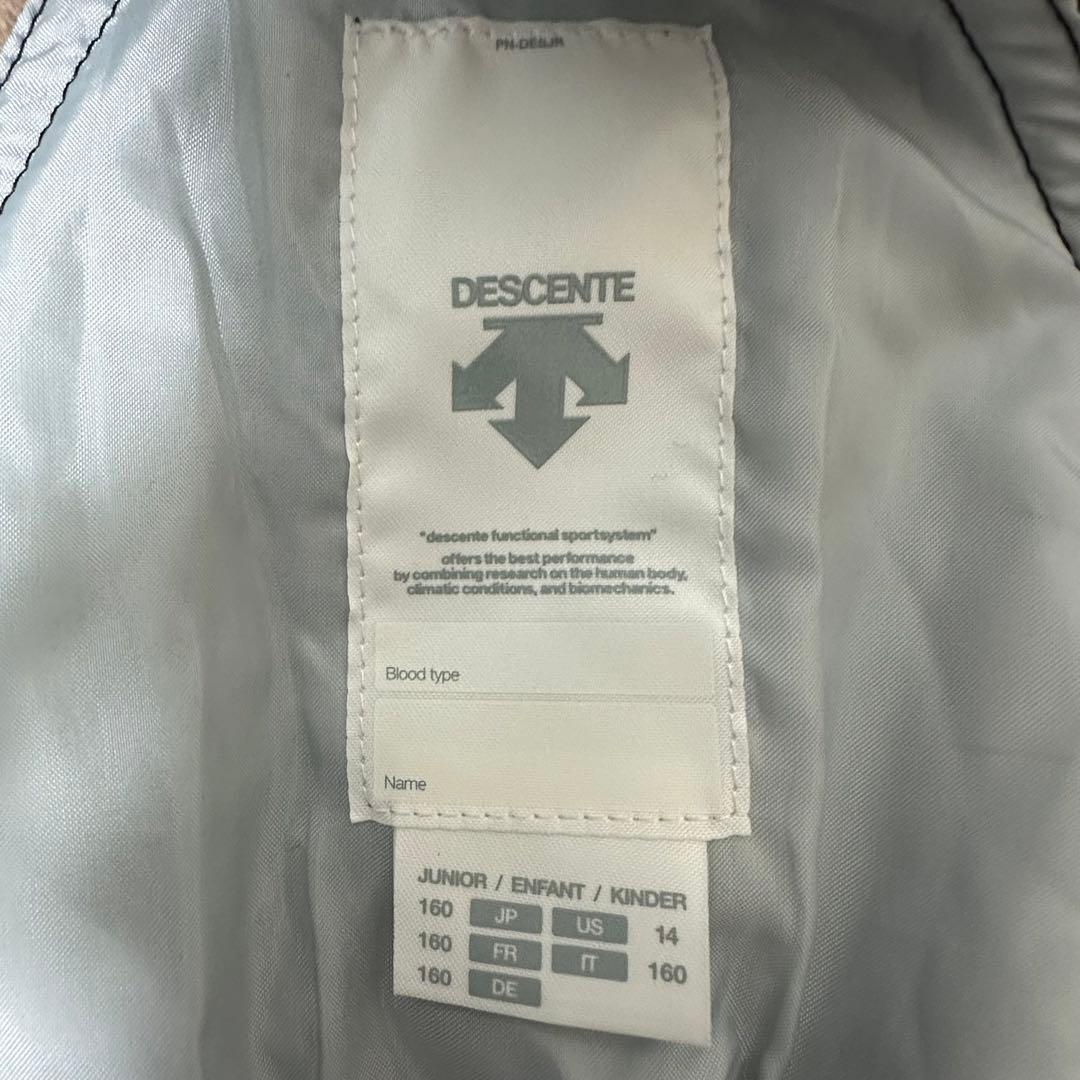 PN-DESJR
DESCENTE
"descente functional sportsystem"
offers the best performance
by combining research on the human body,
climatic conditions, and biomechanics.
Blood type
Name
JUNIOR / ENFANT / KINDER
160 JP US 14
160 FR IT 160
160 DE